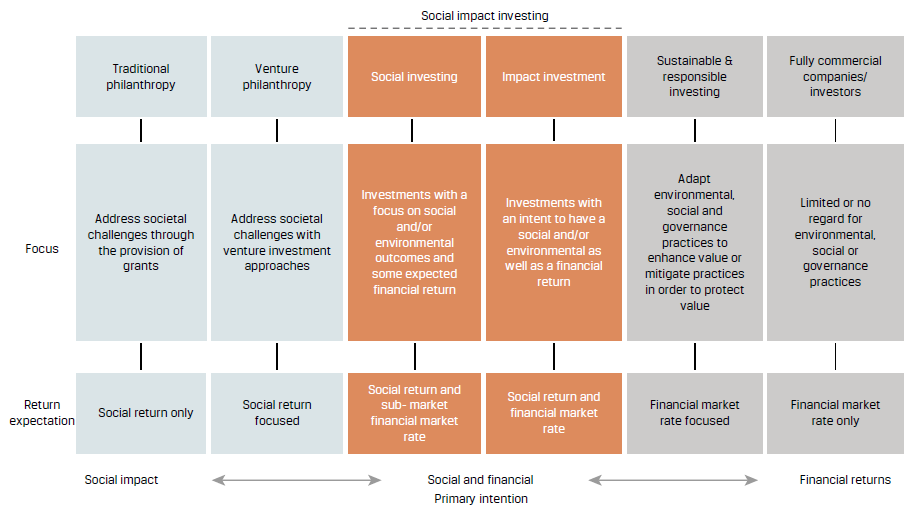 Social impact investing
Traditional
philanthropy
Venture
philanthropy
Social investing
Impact investment
Sustainable &
responsible
investing
Fully commercial
companies/
investors
Focus
Address societal
challenges through
the provision of
grants
Address societal
challenges with
venture investment
approaches
Investments with a
focus on social
and/or
environmental
outcomes and
some expected
financial return
Investments with
an intent to have a
social and/or
environmental as
well as a financial
return
Adapt
environmental,
social and
governance
practices to
enhance value or
mitigate practices
in order to protect
value
Limited or no
regard for
environmental,
social or
governance
practices
Return
expectation
Social return only
Social return
focused
Social return and
sub- market
financial market
rate
Social return and
financial market
rate
Financial market
rate focused
Financial market
rate only
Social impact
Social and financial
Primary intention
Financial returns